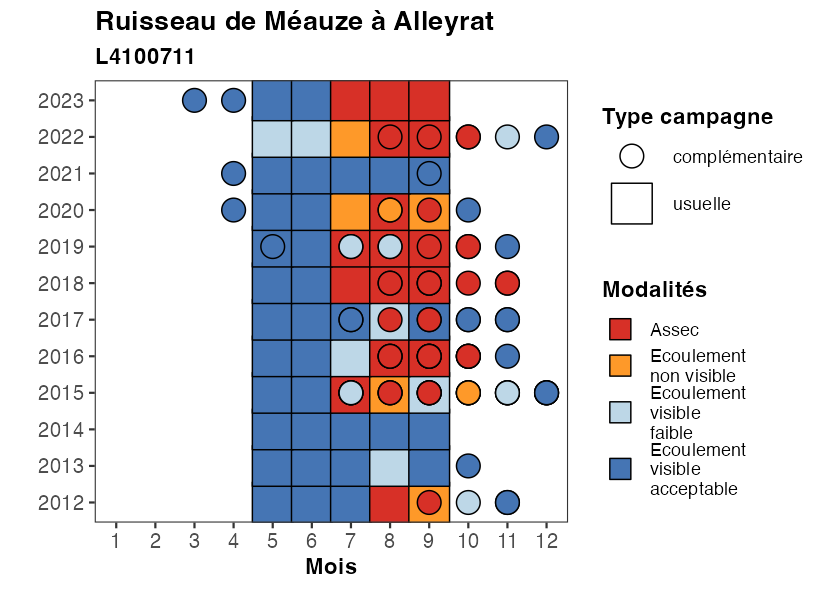 Ruisseau de Méauze à Alleyrat
L4100711
2023
2022
2021
2020
2019
2018
2017
2016
2015
2014
2013
2012
1 2 3 4 5 6 7 8 9 10 11 12
Mois
Type campagne
complémentaire
usuelle
Modalités
Assec
Ecoulement
non visible
Ecoulement
visible
faible
Ecoulement
visible
acceptable